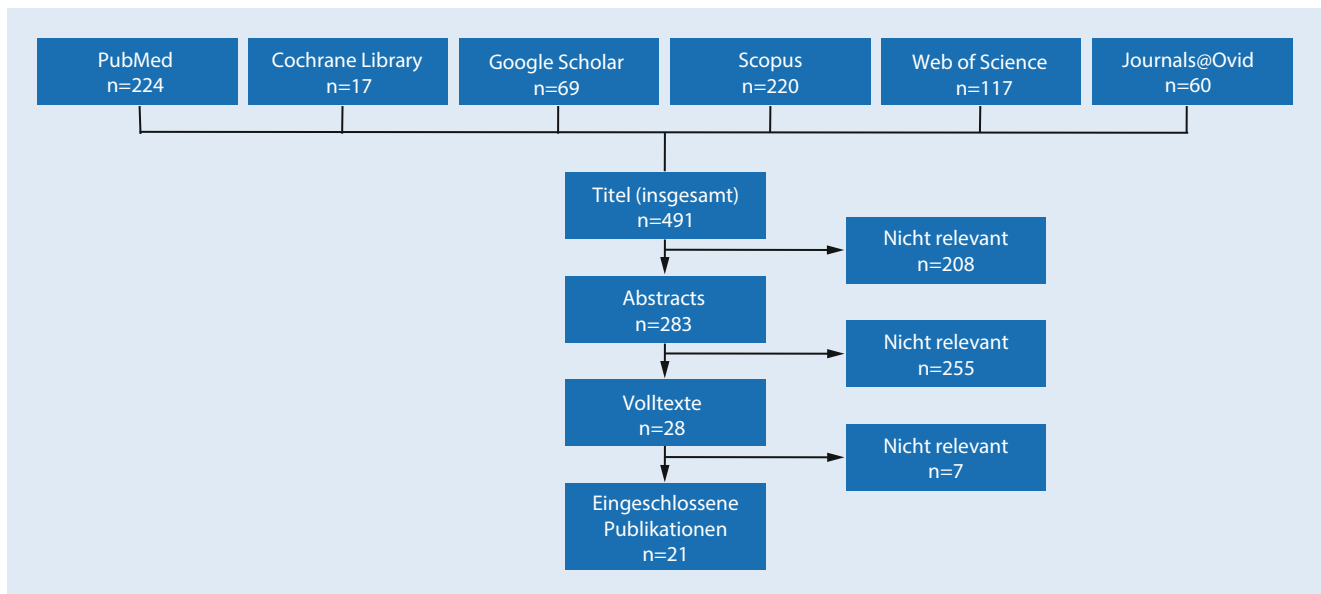 PubMed
n=224
Cochrane Library
n=17
Google Scholar
n=69
Scopus
n=220
Web of Science
n=117
Journals@Ovid
n=60
Titel (insgesamt)
n=491
Nicht relevant
n=208
Abstracts
n=283
Nicht relevant
n=255
Volltexte
n=28
Nicht relevant
n=7
Eingeschlossene
Publikationen
n=21